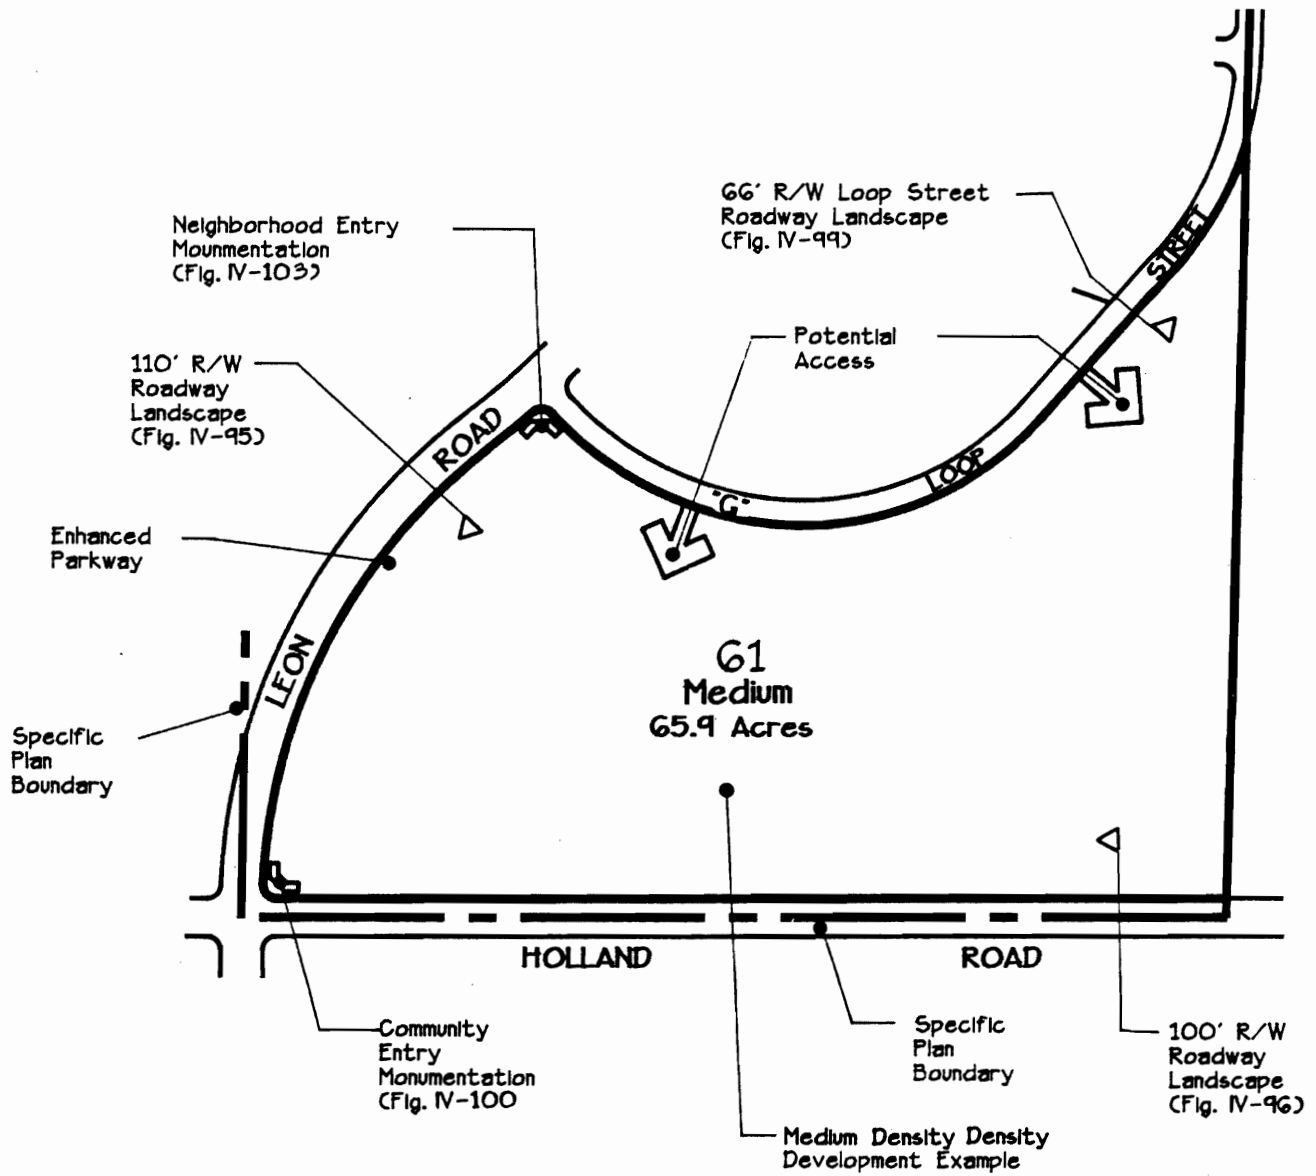 66' R/W Loop Street
Roadway Landscape
(Fig. IV-99)
Neighborhood Entry
Mounmentation
(Fig. IV-103)
STREET
Potential
Access
110' R/W
Roadway
Landscape
(Fig. IV-95)
ROAD
LOOP
"G"
Enhanced
Parkway
LEON
61
Medium
65.9 Acres
Specific
Plan
Boundary
HOLLAND ROAD
Community
Entry
Monumentation
(Fig. IV-100
Specific
Plan
Boundary
100' R/W
Roadway
Landscape
(Fig. IV-96)
Medium Density Density
Development Example